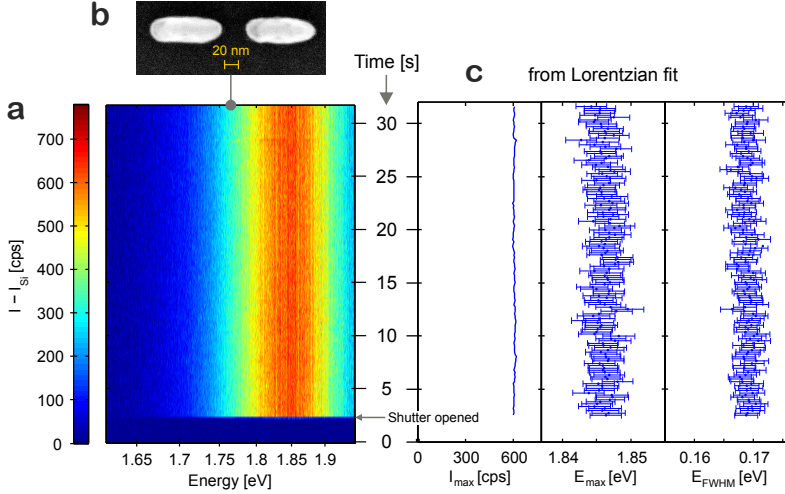 b
20 nm
Time [s]
c
from Lorentzian fit
a
700
600
500
400
300
200
100
0
I − I_Si [cps]
1.65
1.7
1.75
1.8
1.85
1.9
Energy [eV]
30
25
20
15
10
5
0
Shutter opened
0
300
600
I_max [cps]
1.84
1.85
E_max [eV]
0.16
0.17
E_FWHM [eV]